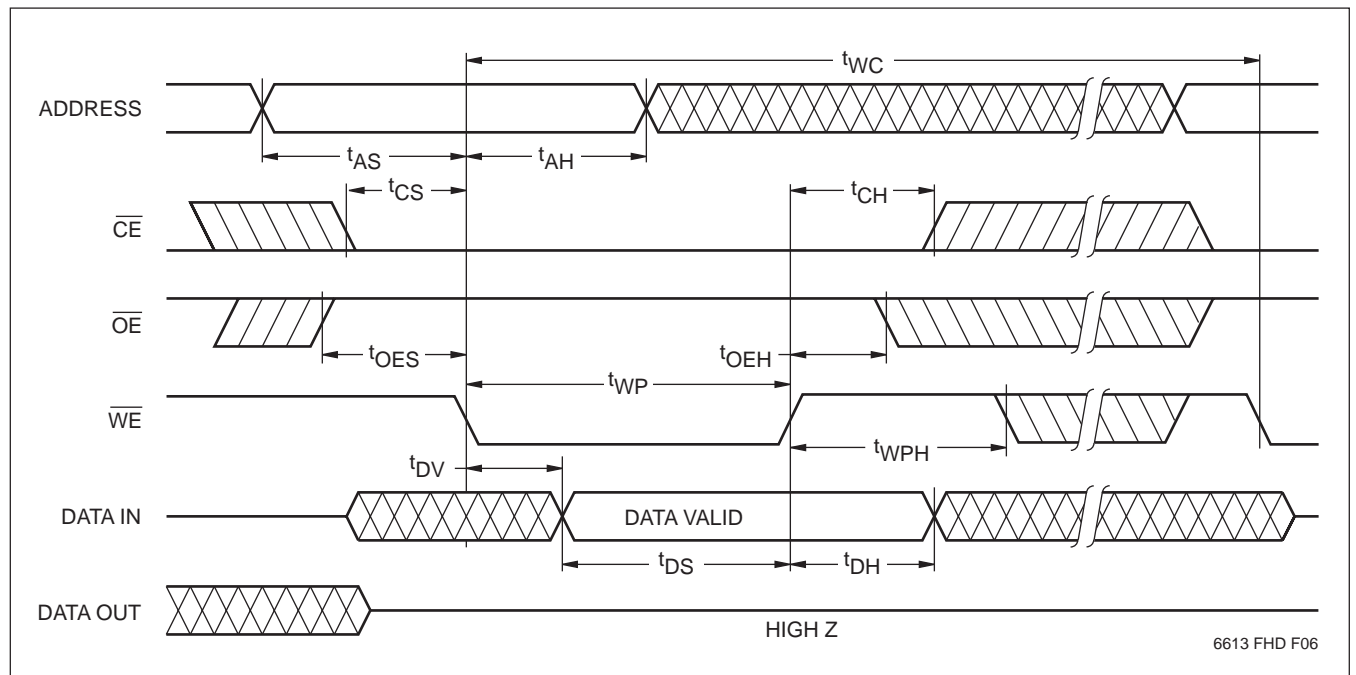 tWC
ADDRESS
tAS
tAH
tCS
tCH
CE
OE
tOES
tOEH
tWP
WE
tWPH
tDV
DATA IN
DATA VALID
tDS
tDH
DATA OUT
HIGH Z
6613 FHD F06